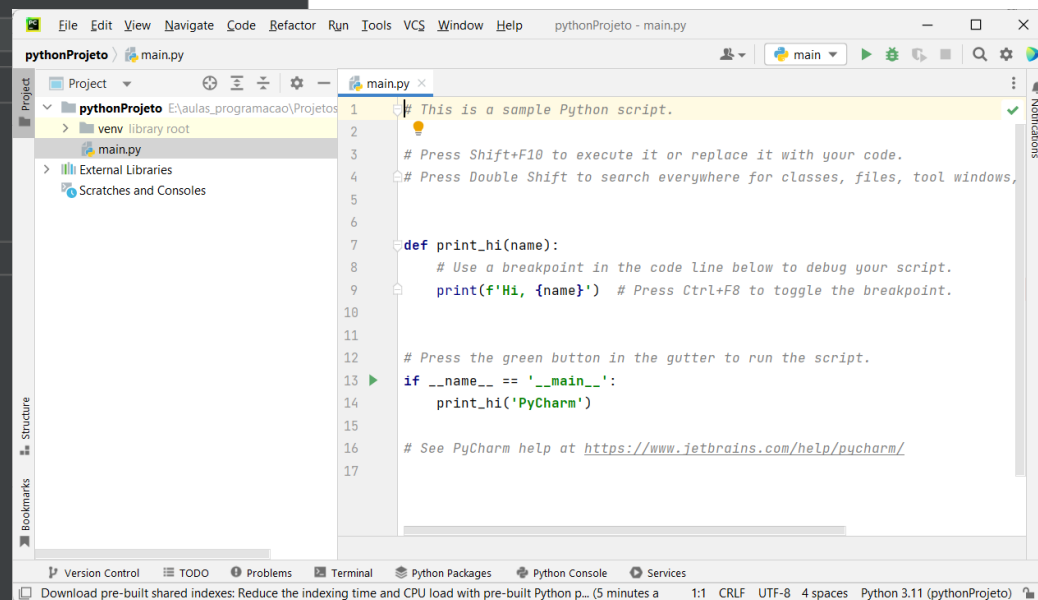 PC File Edit View Navigate Code Refactor Run Tools VCS Window Help pythonProjeto - main.py
pythonProjeto main.py main
Project Project main.py
pythonProjeto E:\aulas_programacao\Projetos
venv library root
main.py
External Libraries
Scratches and Consoles
Structure
Bookmarks
1 # This is a sample Python script.
2
3 # Press Shift+F10 to execute it or replace it with your code.
4 # Press Double Shift to search everywhere for classes, files, tool windows,
5
6
7 def print_hi(name):
8 # Use a breakpoint in the code line below to debug your script.
9 print(f'Hi, {name}') # Press Ctrl+F8 to toggle the breakpoint.
10
11
12 # Press the green button in the gutter to run the script.
13 if __name__ == '__main__':
14 print_hi('PyCharm')
15
16 # See PyCharm help at https://www.jetbrains.com/help/pycharm/
17
Notifications
Version Control TODO Problems Terminal Python Packages Python Console Services
Download pre-built shared indexes: Reduce the indexing time and CPU load with pre-built Python p... (5 minutes a 1:1 CRLF UTF-8 4 spaces Python 3.11 (pythonProjeto)